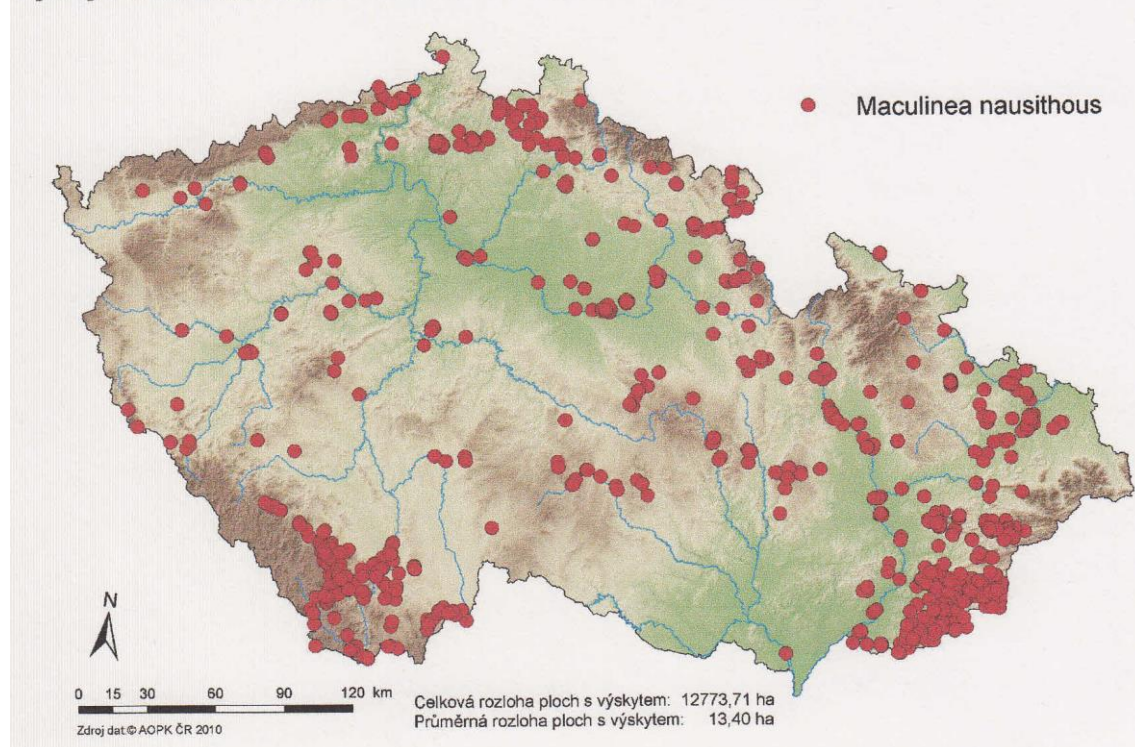 Maculinea nausithous
N
0 15 30 60 90 120 km
Celková rozloha ploch s výskytem: 12773,71 ha
Průměrná rozloha ploch s výskytem: 13,40 ha
Zdroj dat:© AOPK ČR 2010